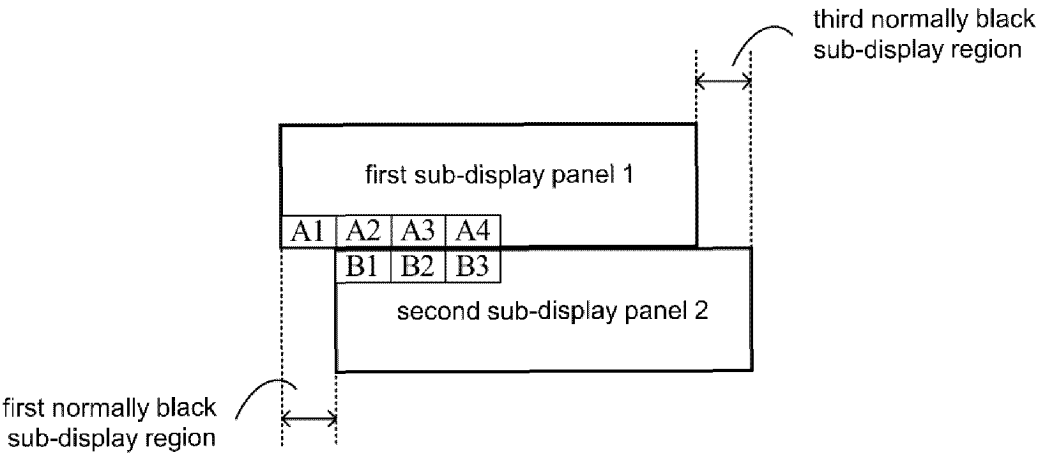 third normally black
sub-display region
first sub-display panel 1
A1 A2 A3 A4
B1 B2 B3
second sub-display panel 2
first normally black
sub-display region